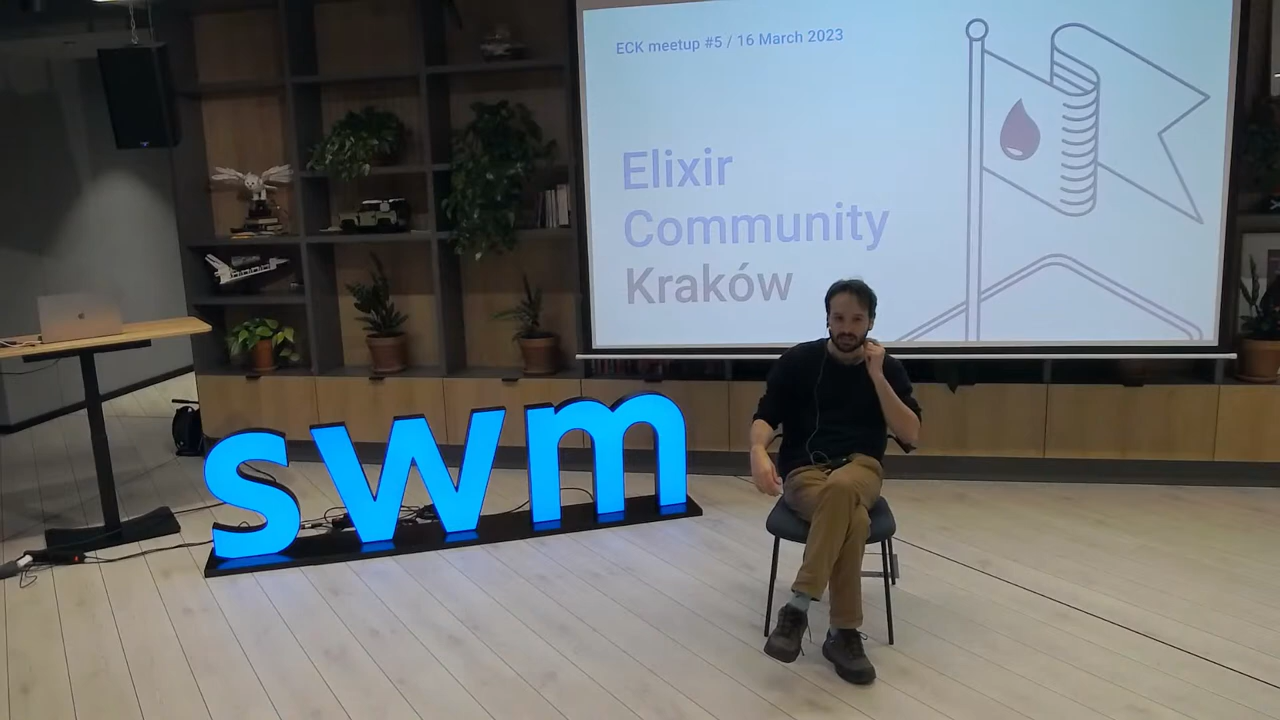 ECK meetup #5 / 16 March 2023
Elixir
Community
Kraków
swm